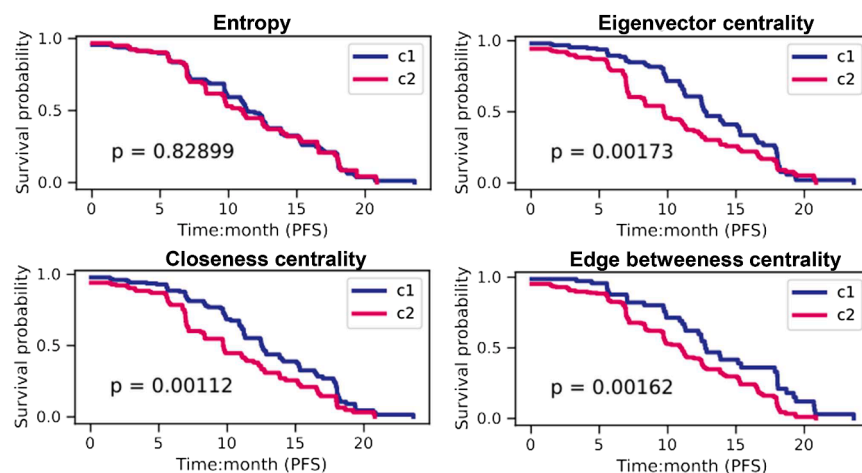 Entropy
Survival probability
1.0
0.5
0.0
c1
c2
p = 0.82899
0 5 10 15 20
Time:month (PFS)
Eigenvector centrality
Survival probability
1.0
0.5
0.0
c1
c2
p = 0.00173
0 5 10 15 20
Time:month (PFS)
Closeness centrality
Survival probability
1.0
0.5
0.0
c1
c2
p = 0.00112
0 5 10 15 20
Time:month (PFS)
Edge betweeness centrality
Survival probability
1.0
0.5
0.0
c1
c2
p = 0.00162
0 5 10 15 20
Time:month (PFS)